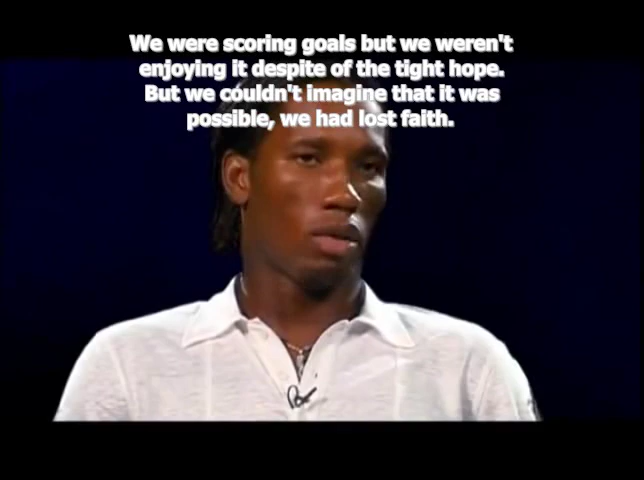 We were scoring goals but we weren't
enjoying it despite of the tight hope.
But we couldn't imagine that it was
possible, we had lost faith.